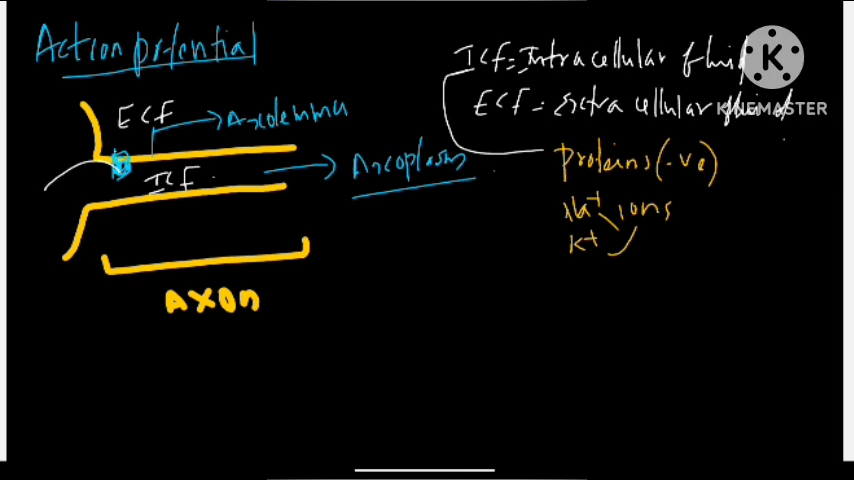 Action potential
ICF = Intracellular fluid
ECF = Extra cellular fluid
KINEMASTER
ECF
Axolemma
ICF
Axoplasm
Proteins (-ve)
Na+ ions
K+
AXON